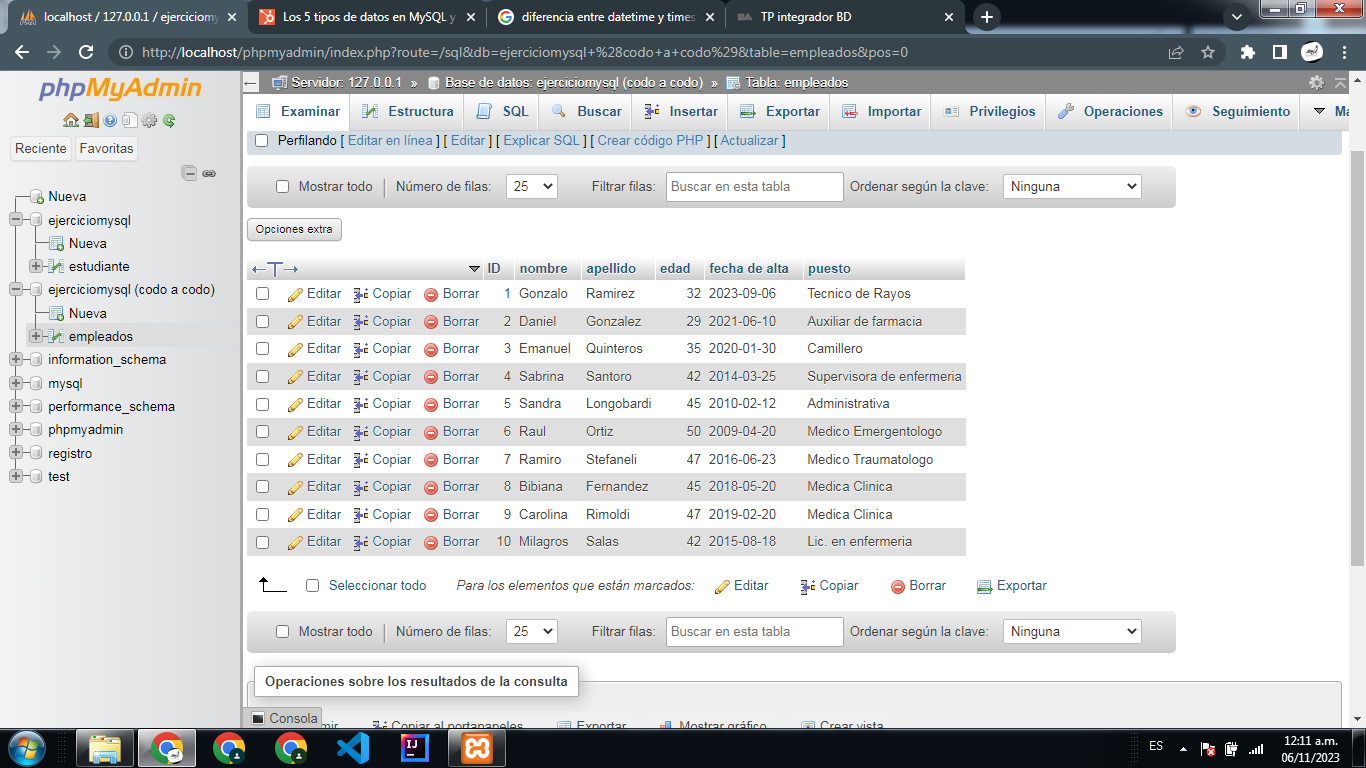 localhost / 127.0.0.1 / ejerciciomy
Los 5 tipos de datos en MySQL y
diferencia entre datetime y times
TP integrador BD
http://localhost/phpmyadmin/index.php?route=/sql&db=ejerciciomysql+%28codo+a+codo%29&table=empleados&pos=0
phpMyAdmin
Reciente Favoritas
Nueva
ejerciciomysql
Nueva
estudiante
ejerciciomysql (codo a codo)
Nueva
empleados
information_schema
mysql
performance_schema
phpmyadmin
registro
test
Servidor: 127.0.0.1 » Base de datos: ejerciciomysql (codo a codo) » Tabla: empleados
Examinar Estructura SQL Buscar Insertar Exportar Importar Privilegios Operaciones Seguimiento Ma
Perfilando [ Editar en línea ] [ Editar ] [ Explicar SQL ] [ Crear código PHP ] [ Actualizar ]
Mostrar todo Número de filas: 25 Filtrar filas: Buscar en esta tabla Ordenar según la clave: Ninguna
Opciones extra
←T→ ID nombre apellido edad fecha de alta puesto
Editar Copiar Borrar 1 Gonzalo Ramirez 32 2023-09-06 Tecnico de Rayos
Editar Copiar Borrar 2 Daniel Gonzalez 29 2021-06-10 Auxiliar de farmacia
Editar Copiar Borrar 3 Emanuel Quinteros 35 2020-01-30 Camillero
Editar Copiar Borrar 4 Sabrina Santoro 42 2014-03-25 Supervisora de enfermeria
Editar Copiar Borrar 5 Sandra Longobardi 45 2010-02-12 Administrativa
Editar Copiar Borrar 6 Raul Ortiz 50 2009-04-20 Medico Emergentologo
Editar Copiar Borrar 7 Ramiro Stefaneli 47 2016-06-23 Medico Traumatologo
Editar Copiar Borrar 8 Bibiana Fernandez 45 2018-05-20 Medica Clinica
Editar Copiar Borrar 9 Carolina Rimoldi 47 2019-02-20 Medica Clinica
Editar Copiar Borrar 10 Milagros Salas 42 2015-08-18 Lic. en enfermeria
Seleccionar todo Para los elementos que están marcados: Editar Copiar Borrar Exportar
Mostrar todo Número de filas: 25 Filtrar filas: Buscar en esta tabla Ordenar según la clave: Ninguna
Operaciones sobre los resultados de la consulta
Consola
mir Copiar al portapapeles Exportar Mostrar gráfico Crear vista
ES
12:11 a.m.
06/11/2023